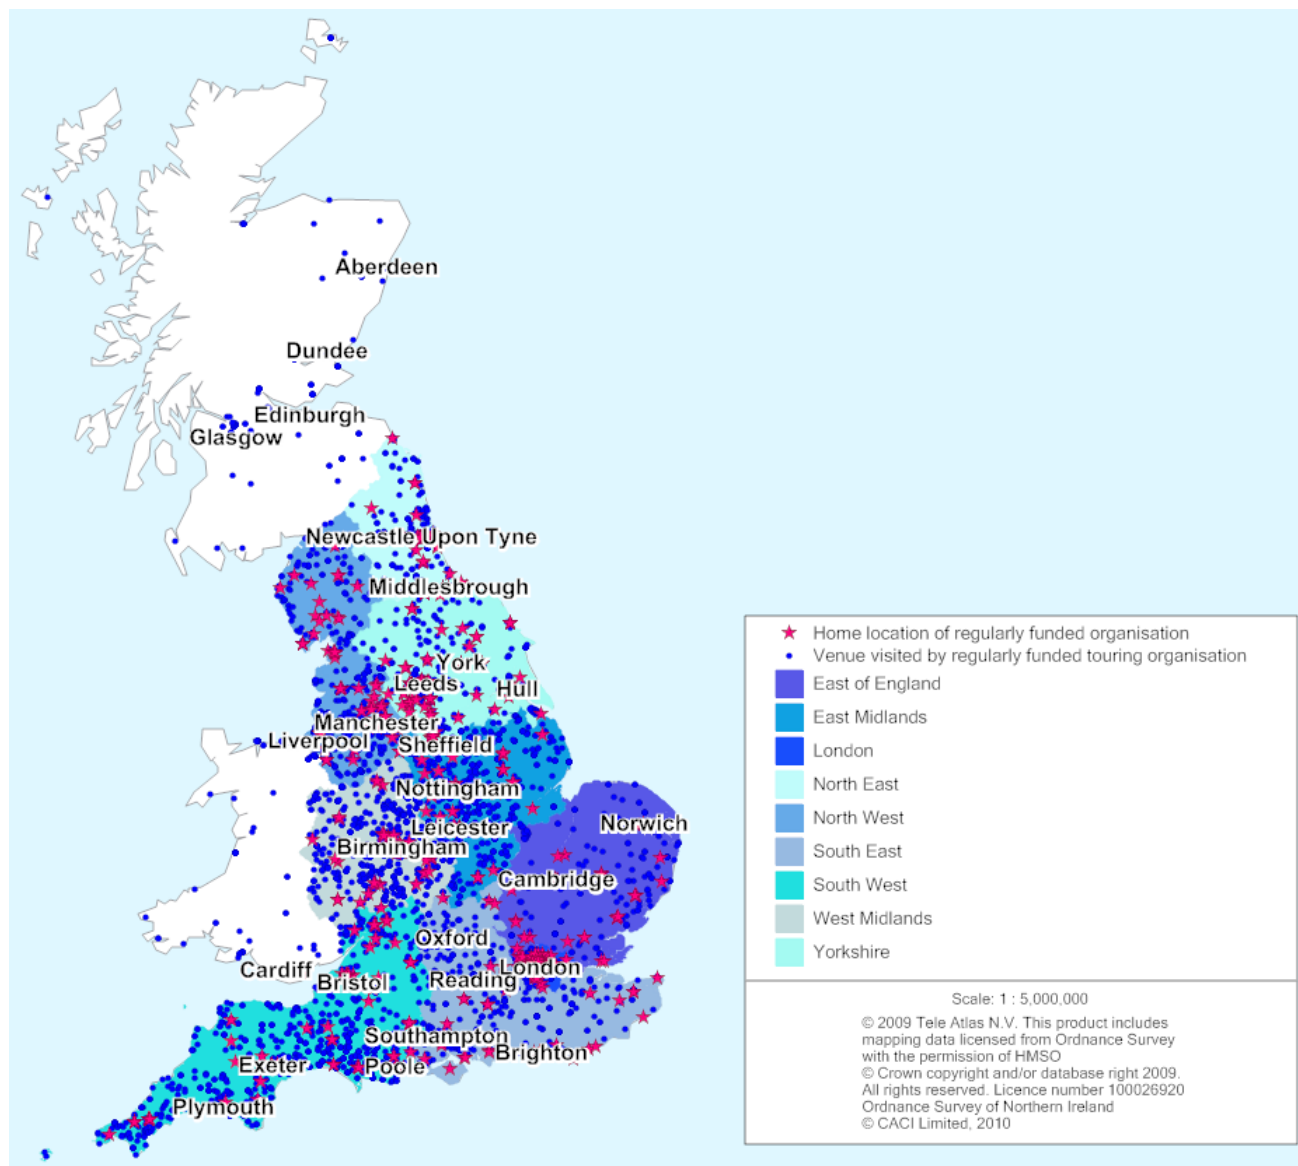 Aberdeen
Dundee
Edinburgh
Glasgow
Newcastle Upon Tyne
Middlesbrough
York
Leeds
Hull
Manchester
Liverpool
Sheffield
Nottingham
Norwich
Leicester
Birmingham
Cambridge
Oxford
Cardiff
London
Bristol
Reading
Southampton
Brighton
Exeter
Poole
Plymouth
Home location of regularly funded organisation
Venue visited by regularly funded touring organisation
East of England
East Midlands
London
North East
North West
South East
South West
West Midlands
Yorkshire
Scale: 1 : 5,000,000
© 2009 Tele Atlas N.V. This product includes
mapping data licensed from Ordnance Survey
with the permission of HMSO
© Crown copyright and/or database right 2009.
All rights reserved. Licence number 100026920
Ordnance Survey of Northern Ireland
© CACI Limited, 2010